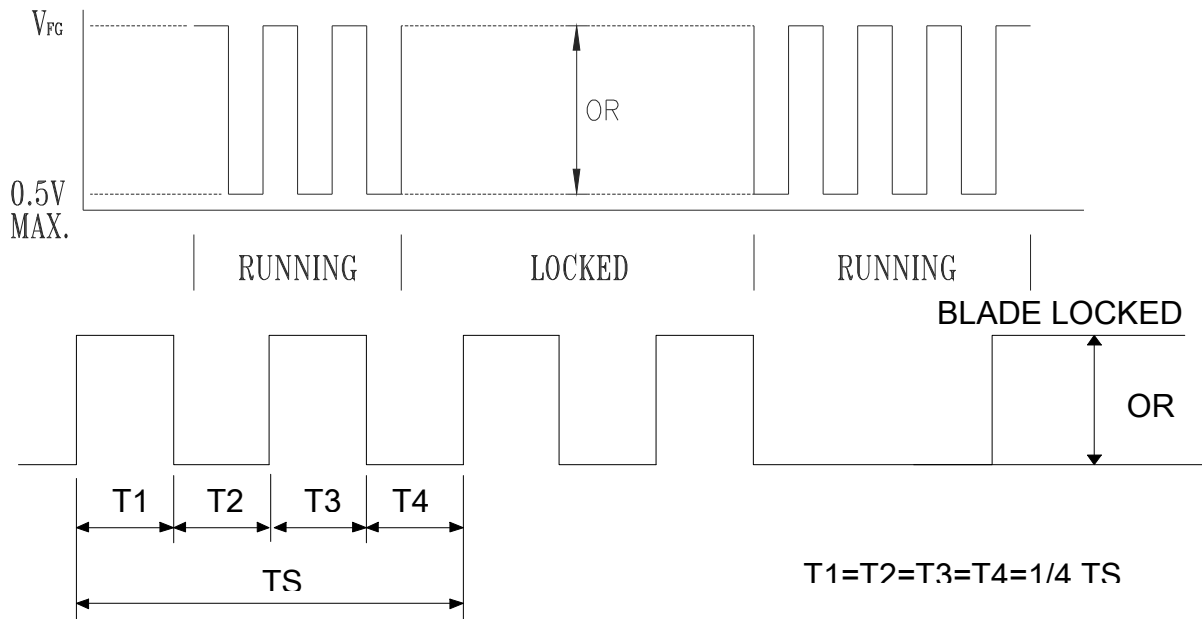 VFG
OR
0.5V
MAX.
RUNNING LOCKED RUNNING
BLADE LOCKED
OR
T1 T2 T3 T4
TS
T1=T2=T3=T4=1/4 TS